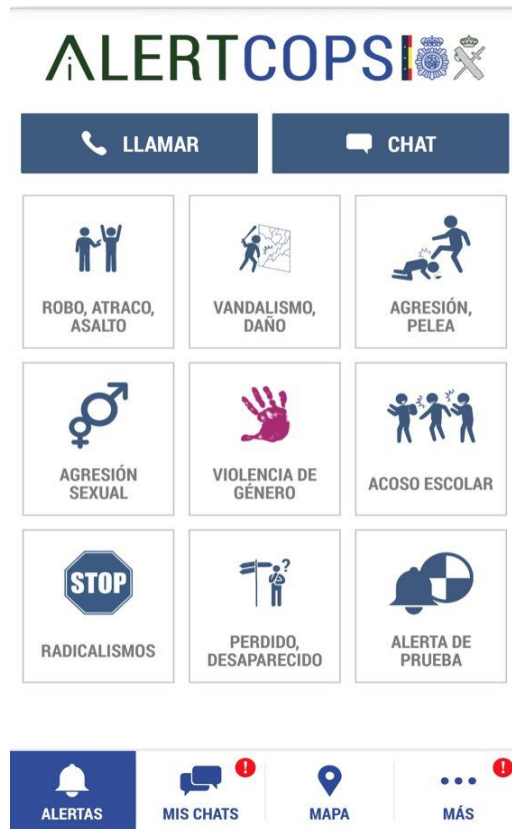 ALERTCOPS
LLAMAR
CHAT
ROBO, ATRACO,
ASALTO
VANDALISMO,
DAÑO
AGRESIÓN,
PELEA
AGRESIÓN
SEXUAL
VIOLENCIA DE
GÉNERO
ACOSO ESCOLAR
STOP
RADICALISMOS
?
PERDIDO,
DESAPARECIDO
ALERTA DE
PRUEBA
ALERTAS
!
MIS CHATS
MAPA
!
MÁS